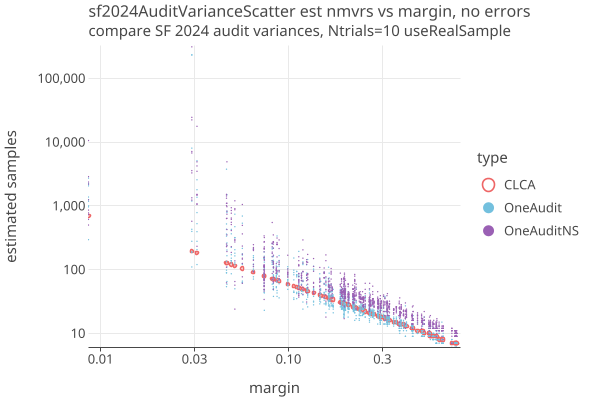 sf2024AuditVarianceScatter est nmvrs vs margin, no errors
compare SF 2024 audit variances, Ntrials=10 useRealSample
estimated samples
100,000
10,000
1,000
100
10
0.01
0.03
0.10
0.3
margin
type
CLCA
OneAudit
OneAuditNS